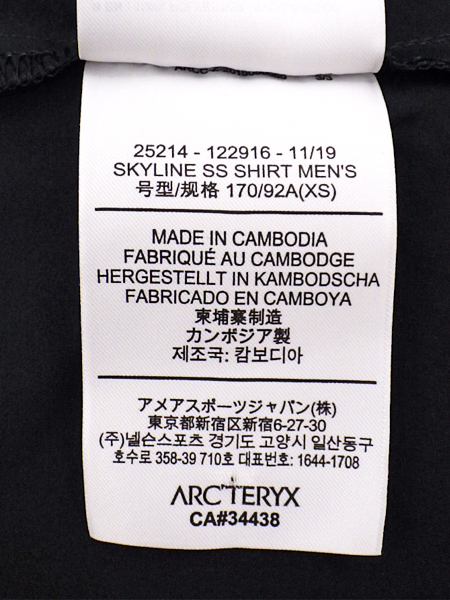 25214 - 122916 - 11/19
SKYLINE SS SHIRT MEN'S
号型/规格 170/92A(XS)
MADE IN CAMBODIA
FABRIQUÉ AU CAMBODGE
HERGESTELLT IN KAMBODSCHA
FABRICADO EN CAMBOYA
柬埔寨制造
カンボジア製
제조국: 캄보디아
アメアスポーツジャパン(株)
東京都新宿区新宿6-27-30
(주)넬슨스포츠 경기도 고양시 일산동구
호수로 358-39 710호 대표번호: 1644-1708
ARC'TERYX
CA#34438